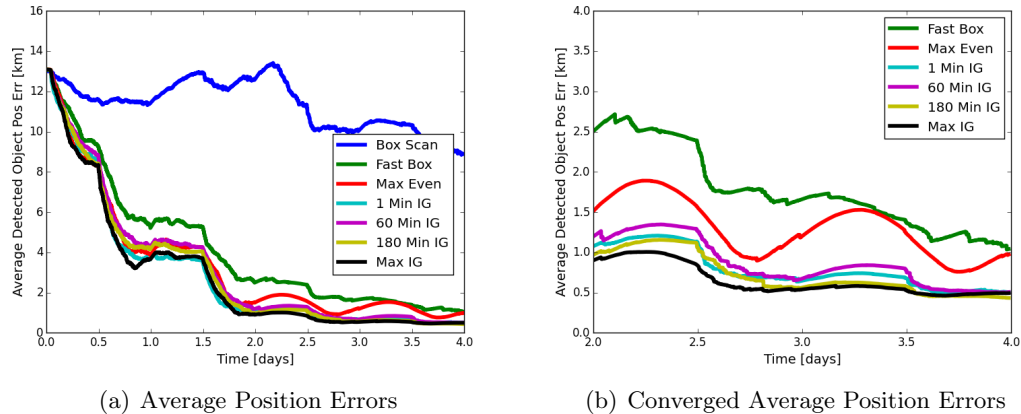 16
14
12
10
8
6
4
2
0
0.0
0.5
1.0
1.5
2.0
2.5
3.0
3.5
4.0
Average Detected Object Pos Err [km]
Time [days]
Box Scan
Fast Box
Max Even
1 Min IG
60 Min IG
180 Min IG
Max IG
(a) Average Position Errors
4.0
3.5
3.0
2.5
2.0
1.5
1.0
0.5
0.0
2.0
2.5
3.0
3.5
4.0
Average Detected Object Pos Err [km]
Time [days]
Fast Box
Max Even
1 Min IG
60 Min IG
180 Min IG
Max IG
(b) Converged Average Position Errors